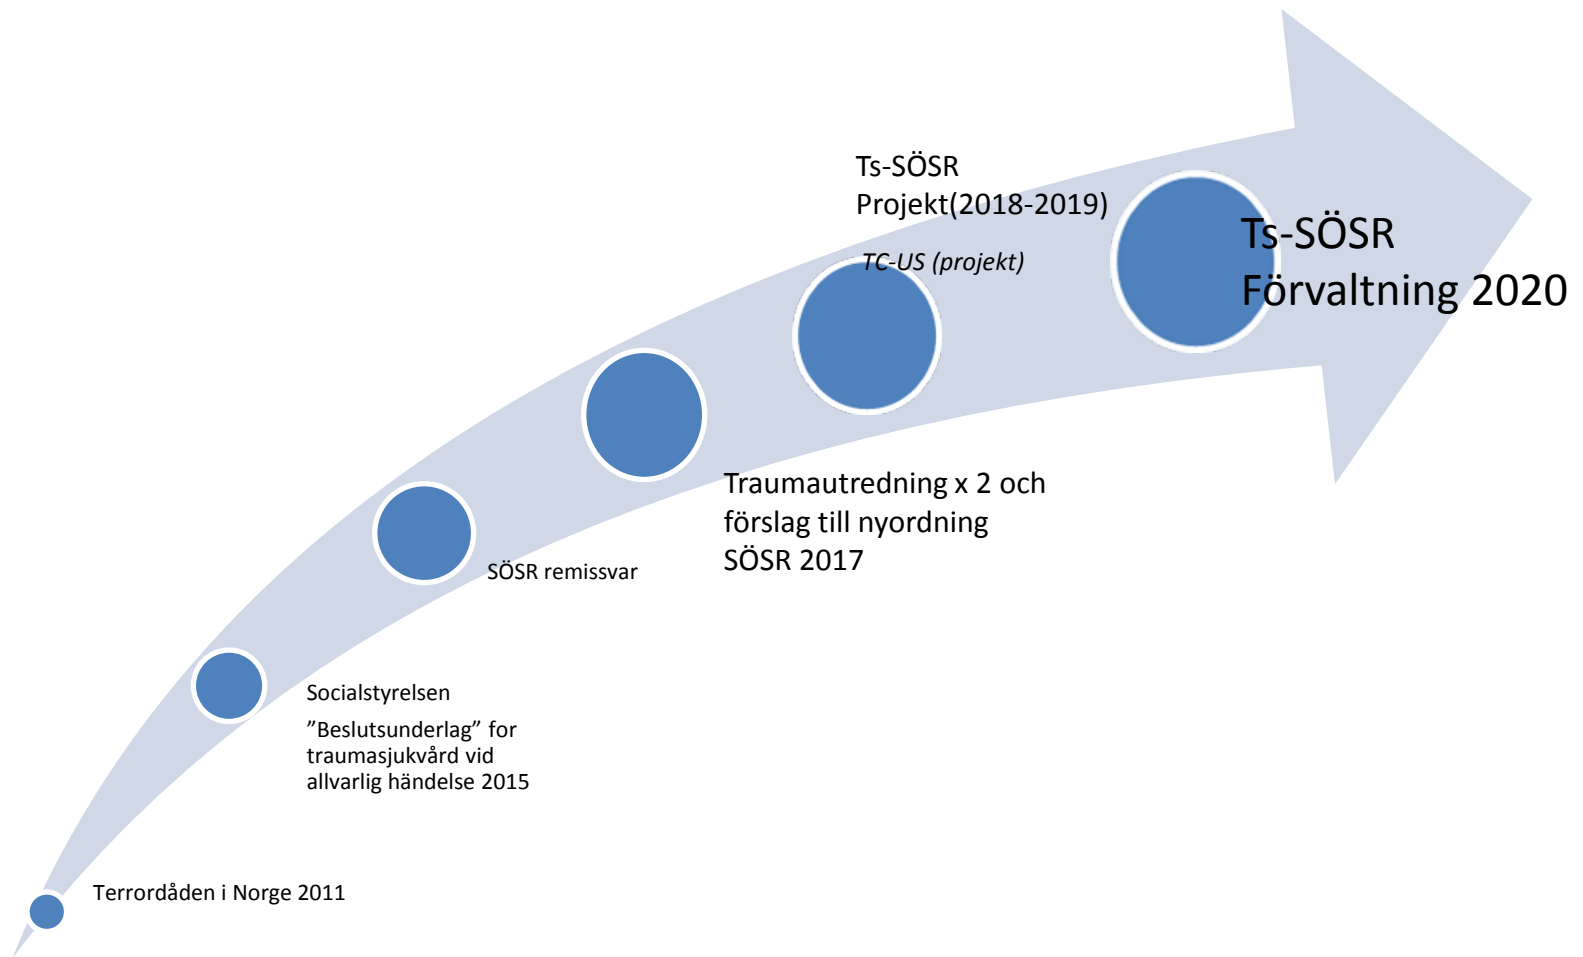 Ts-SÖSR
Projekt(2018-2019)
TC-US (projekt)
Ts-SÖSR
Förvaltning 2020
Traumautredning x 2 och
förslag till nyordning
SÖSR 2017
SÖSR remissvar
Socialstyrelsen
”Beslutsunderlag” for
traumasjukvård vid
allvarlig händelse 2015
Terrordåden i Norge 2011